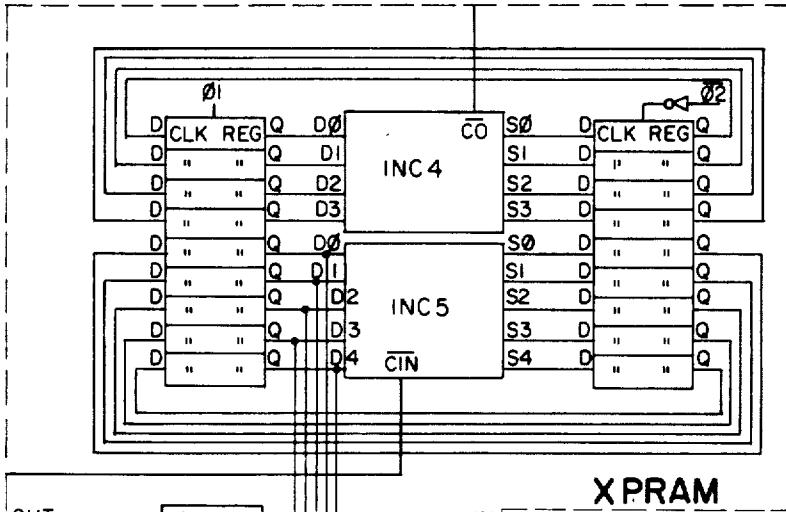 Ø1
Ø2
D CLK REG Q DØ CO SØ D CLK REG Q
D " " Q D1 INC4 S1 D " " Q
D " " Q D2 S2 D " " Q
D " " Q D3 S3 D " " Q
D " " Q DØ SØ D " " Q
D " " Q D1 S1 D " " Q
D " " Q D2 INC5 S2 D " " Q
D " " Q D3 S3 D " " Q
D " " Q D4 CIN S4 D " " Q
XPRAM